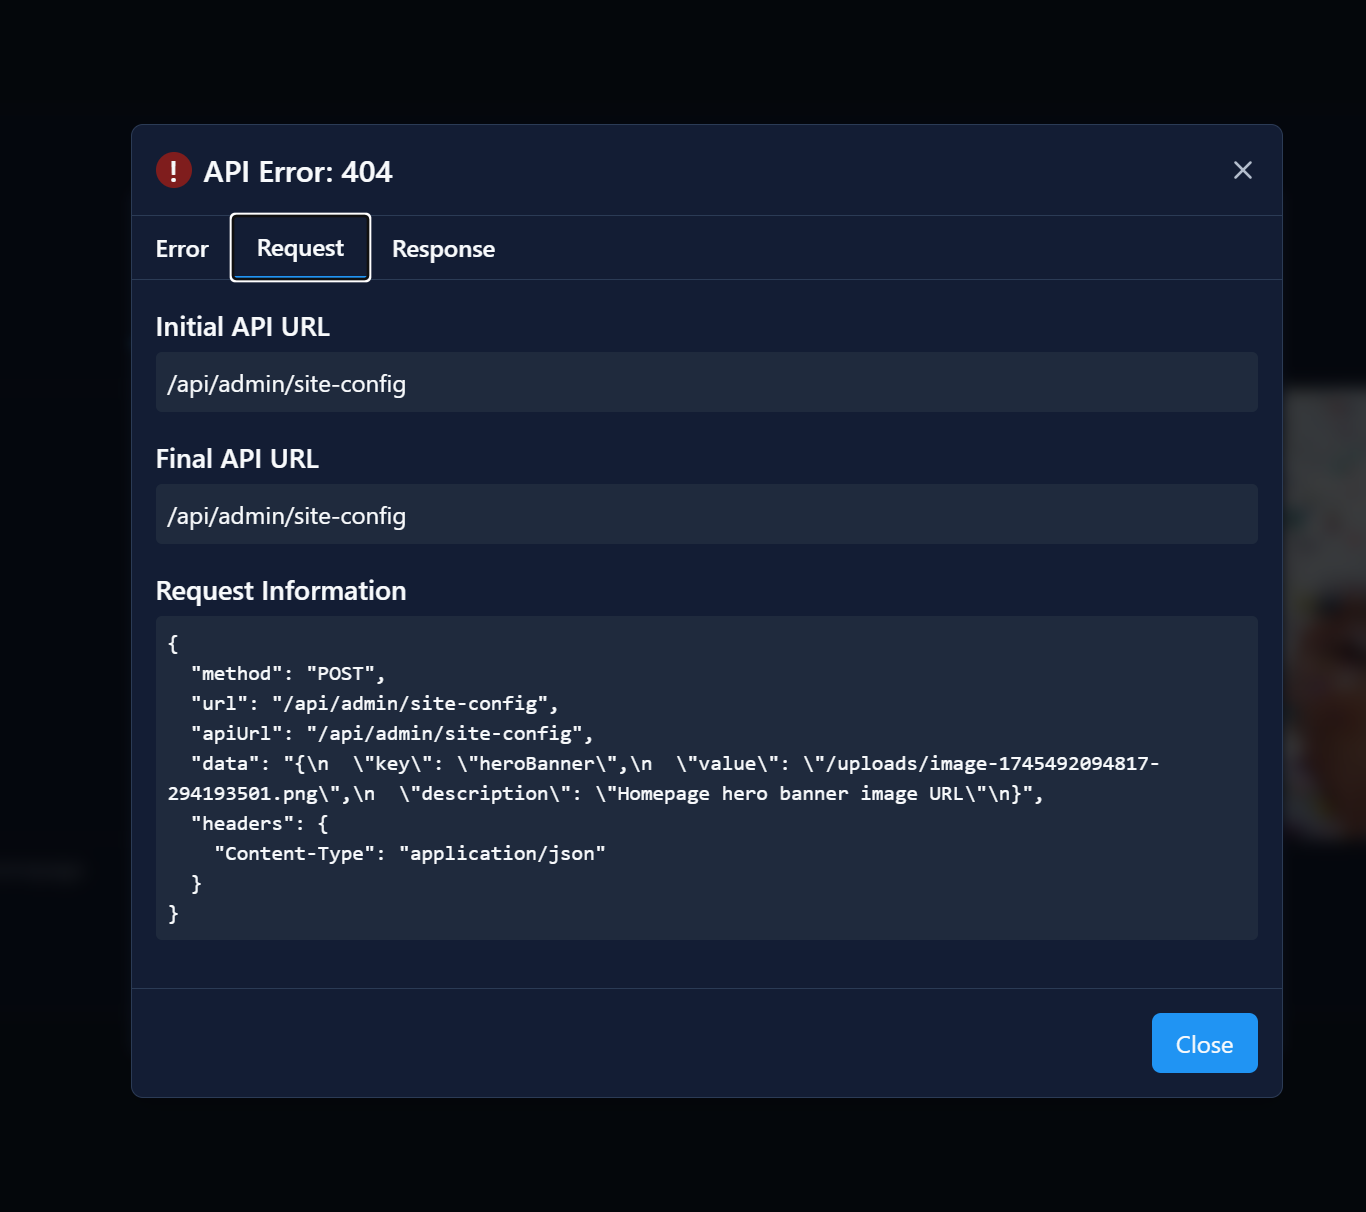 ! API Error: 404
Error Request Response
Initial API URL
/api/admin/site-config
Final API URL
/api/admin/site-config
Request Information
{
  "method": "POST",
  "url": "/api/admin/site-config",
  "apiUrl": "/api/admin/site-config",
  "data": "{\n  \"key\": \"heroBanner\",\n  \"value\": \"/uploads/image-1745492094817-
294193501.png\",\n  \"description\": \"Homepage hero banner image URL\"\n}",
  "headers": {
    "Content-Type": "application/json"
  }
}
Close